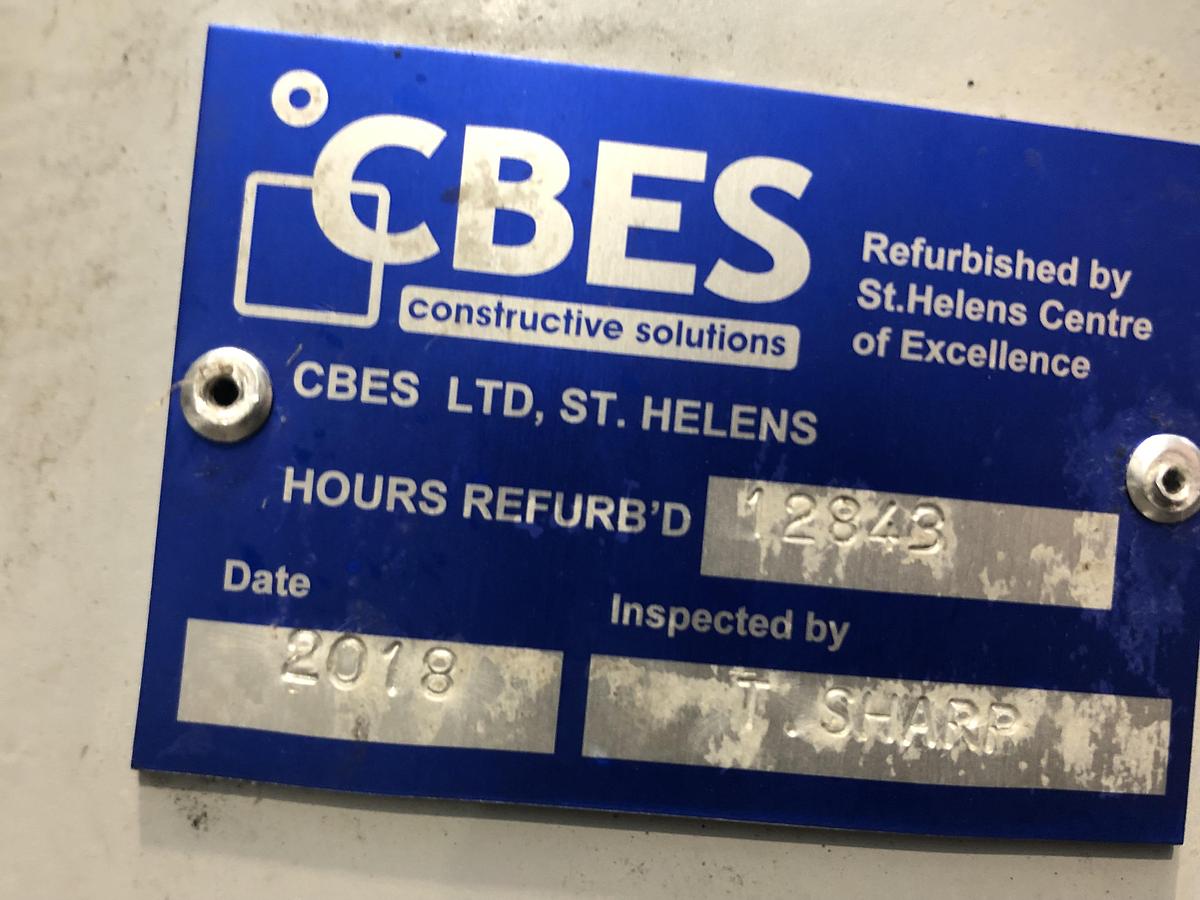 CBES
constructive solutions
Refurbished by
St.Helens Centre
of Excellence
CBES LTD, ST. HELENS
HOURS REFURB'D 12843
Date
2018
Inspected by
T. SHARP